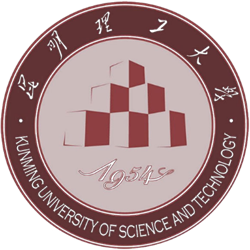 昆明理工大学
1954
· KUNMING UNIVERSITY OF SCIENCE AND TECHNOLOGY ·